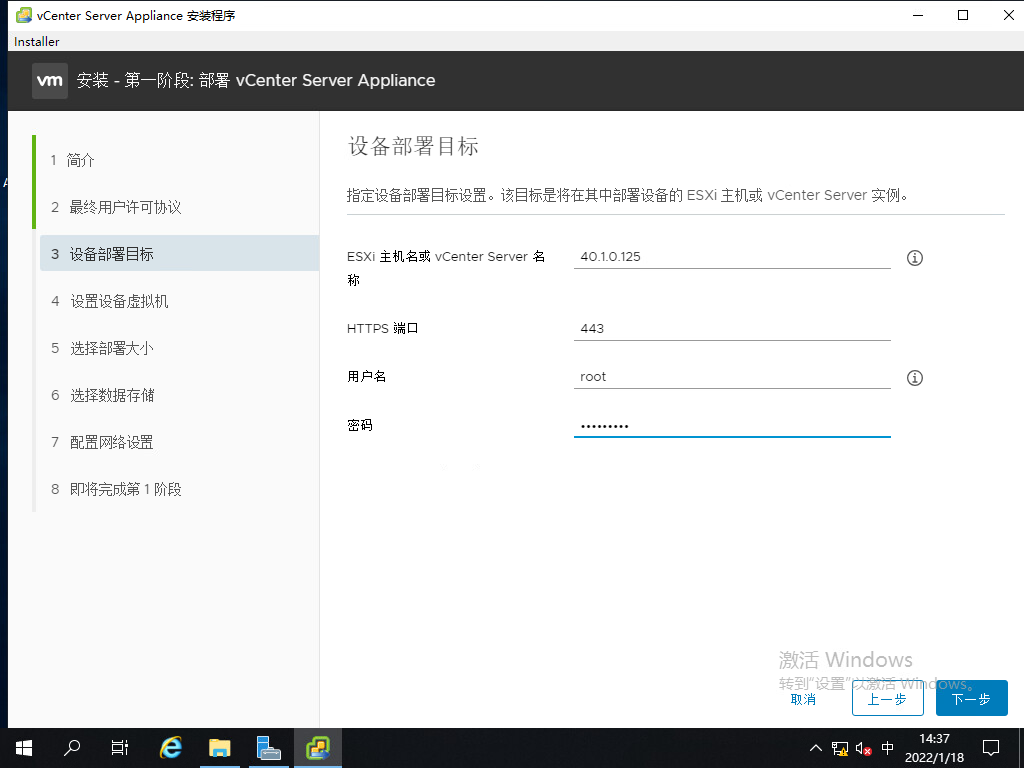 vCenter Server Appliance 安装程序
Installer
vm 安装 - 第一阶段: 部署 vCenter Server Appliance
1 简介
2 最终用户许可协议
3 设备部署目标
4 设置设备虚拟机
5 选择部署大小
6 选择数据存储
7 配置网络设置
8 即将完成第 1 阶段
设备部署目标
指定设备部署目标设置。该目标是将在其中部署设备的 ESXi 主机或 vCenter Server 实例。
ESXi 主机名或 vCenter Server 名
称
40.1.0.125
HTTPS 端口
443
用户名
root
密码
•••••••••
激活 Windows
转到"设置"以激活 Windows。
取消
上一步
下一步
中
14:37
2022/1/18